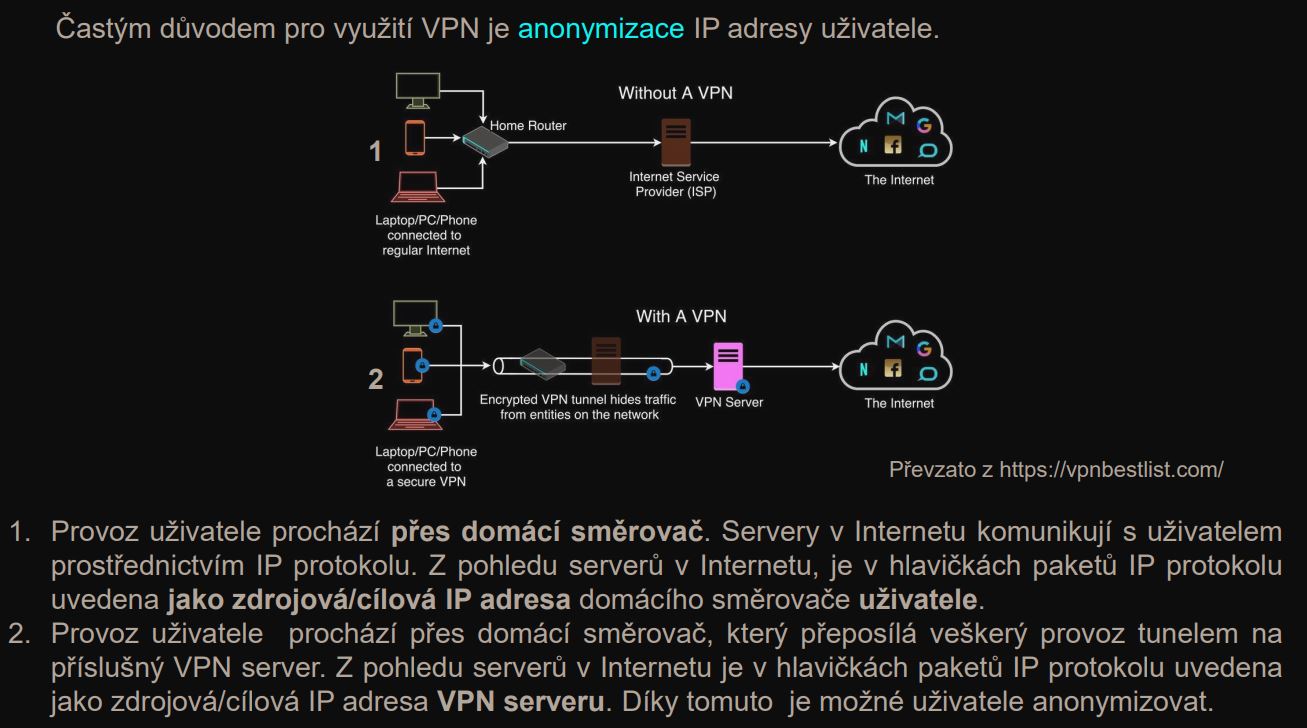 Častým důvodem pro využití VPN je anonymizace IP adresy uživatele.
Without A VPN
Home Router
1
Internet Service
Provider (ISP)
The Internet
Laptop/PC/Phone
connected to
regular Internet
With A VPN
2
Encrypted VPN tunnel hides traffic
from entities on the network
VPN Server
The Internet
Laptop/PC/Phone
connected to
a secure VPN
Převzato z https://vpnbestlist.com/
1. Provoz uživatele prochází přes domácí směrovač. Servery v Internetu komunikují s uživatelem
prostřednictvím IP protokolu. Z pohledu serverů v Internetu, je v hlavičkách paketů IP protokolu
uvedena jako zdrojová/cílová IP adresa domácího směrovače uživatele.
2. Provoz uživatele prochází přes domácí směrovač, který přeposílá veškerý provoz tunelem na
příslušný VPN server. Z pohledu serverů v Internetu je v hlavičkách paketů IP protokolu uvedena
jako zdrojová/cílová IP adresa VPN serveru. Díky tomuto je možné uživatele anonymizovat.